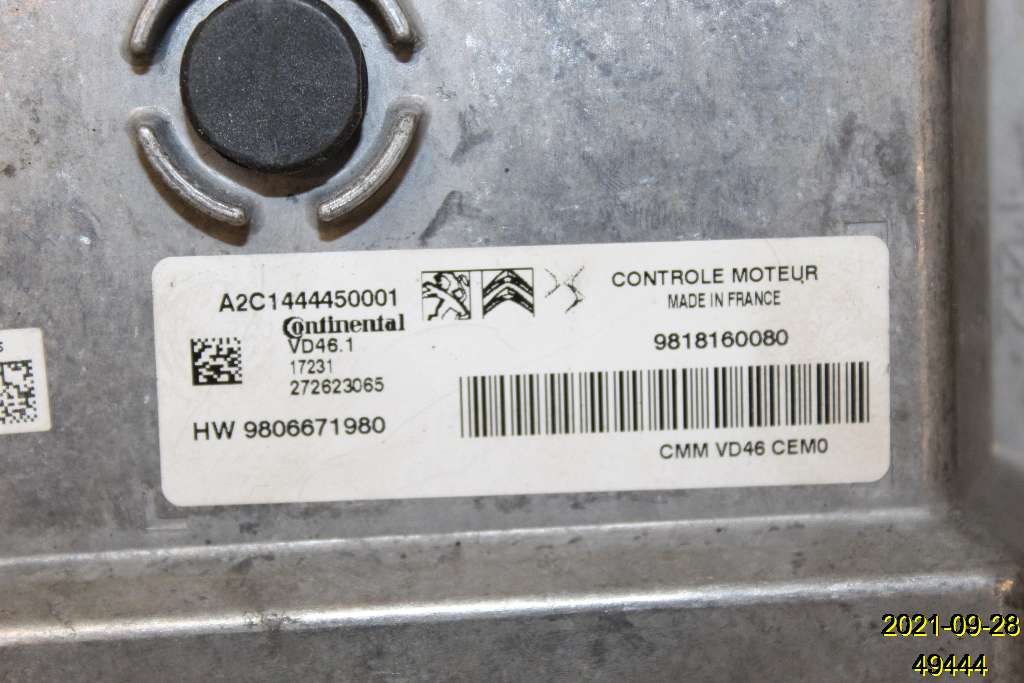 A2C1444450001
Continental
VD46.1
17231
272623065
HW 9806671980
CONTROLE MOTEUR
MADE IN FRANCE
9818160080
CMM VD46 CEM0
2021-09-28
49444